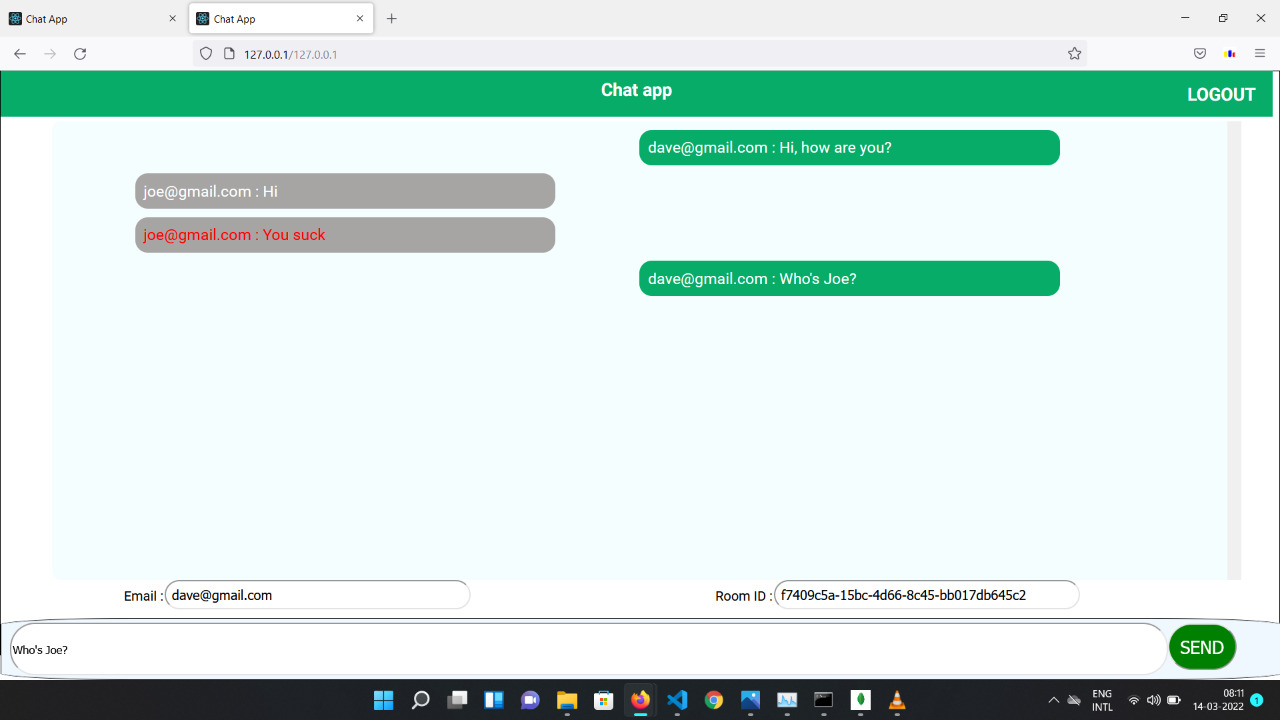 Chat App
Chat App
127.0.0.1/127.0.0.1
Chat app
LOGOUT
dave@gmail.com : Hi, how are you?
joe@gmail.com : Hi
joe@gmail.com : You suck
dave@gmail.com : Who's Joe?
Email : dave@gmail.com
Room ID : f7409c5a-15bc-4d66-8c45-bb017db645c2
Who's Joe?
SEND
ENG
INTL
08:11
14-03-2022
1